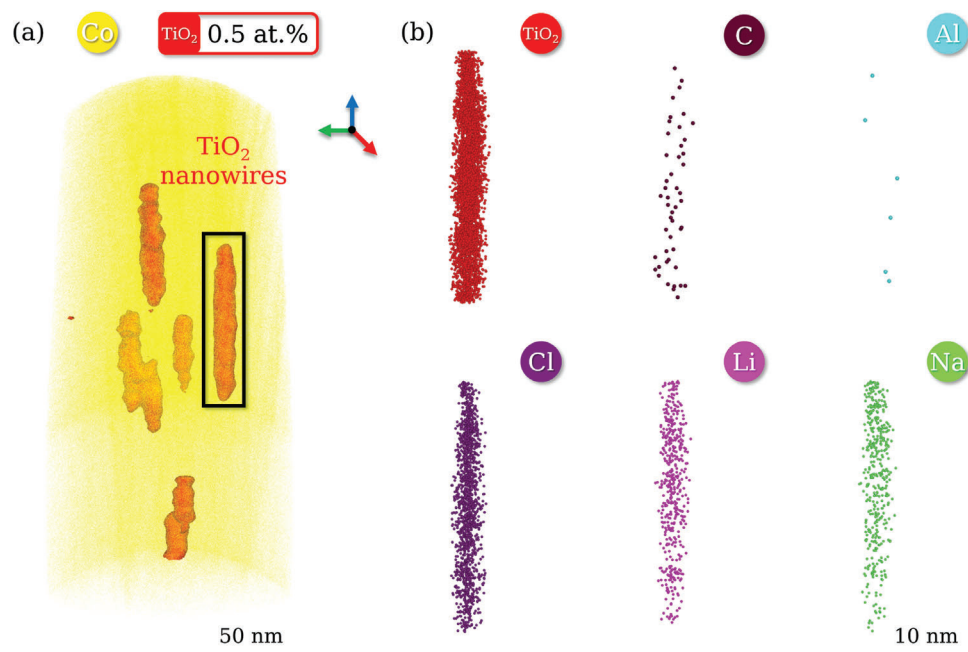 (a) Co TiO₂ 0.5 at.%
TiO₂
nanowires
50 nm
(b) TiO₂ C Al
Cl Li Na
10 nm